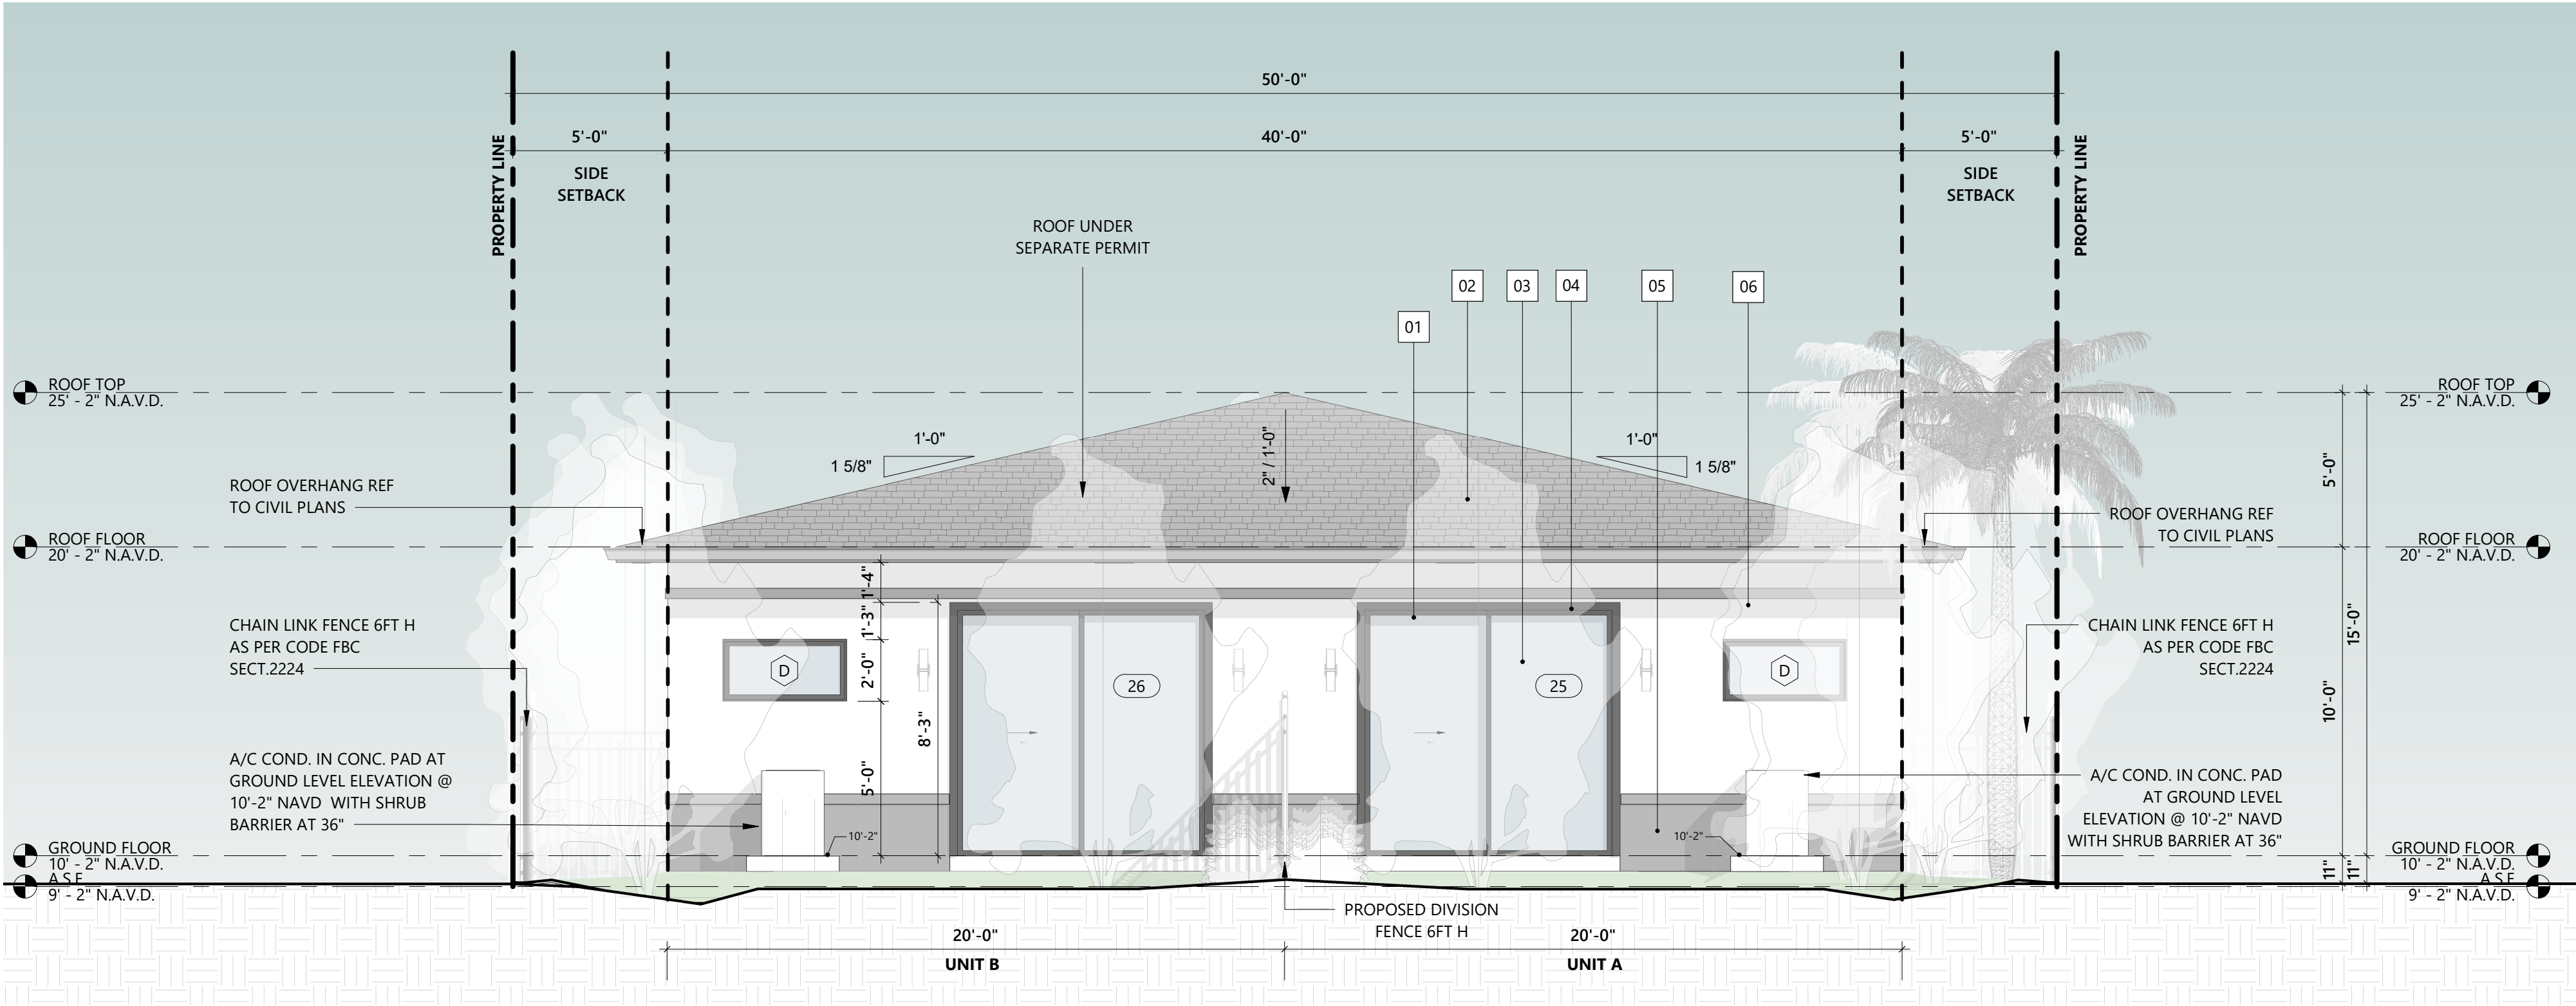 50'-0"
5'-0"
40'-0"
5'-0"
PROPERTY LINE
SIDE
SETBACK
SIDE
SETBACK
PROPERTY LINE
ROOF UNDER
SEPARATE PERMIT
01
02
03
04
05
06
ROOF TOP
25' - 2" N.A.V.D.
ROOF TOP
25' - 2" N.A.V.D.
1'-0"
1 5/8"
2" / 1'-0"
1'-0"
1 5/8"
5'-0"
ROOF OVERHANG REF
TO CIVIL PLANS
ROOF OVERHANG REF
TO CIVIL PLANS
ROOF FLOOR
20' - 2" N.A.V.D.
ROOF FLOOR
20' - 2" N.A.V.D.
1'-4"
1'-3"
2'-0"
5'-0"
8'-3"
15'-0"
10'-0"
CHAIN LINK FENCE 6FT H
AS PER CODE FBC
SECT.2224
CHAIN LINK FENCE 6FT H
AS PER CODE FBC
SECT.2224
D
26
25
D
A/C COND. IN CONC. PAD AT
GROUND LEVEL ELEVATION @
10'-2" NAVD WITH SHRUB
BARRIER AT 36"
A/C COND. IN CONC. PAD
AT GROUND LEVEL
ELEVATION @ 10'-2" NAVD
WITH SHRUB BARRIER AT 36"
10'-2"
10'-2"
GROUND FLOOR
10' - 2" N.A.V.D.
A.S.F.
9' - 2" N.A.V.D.
GROUND FLOOR
10' - 2" N.A.V.D.
A.S.F.
9' - 2" N.A.V.D.
11"
11"
PROPOSED DIVISION
FENCE 6FT H
20'-0"
UNIT B
20'-0"
UNIT A